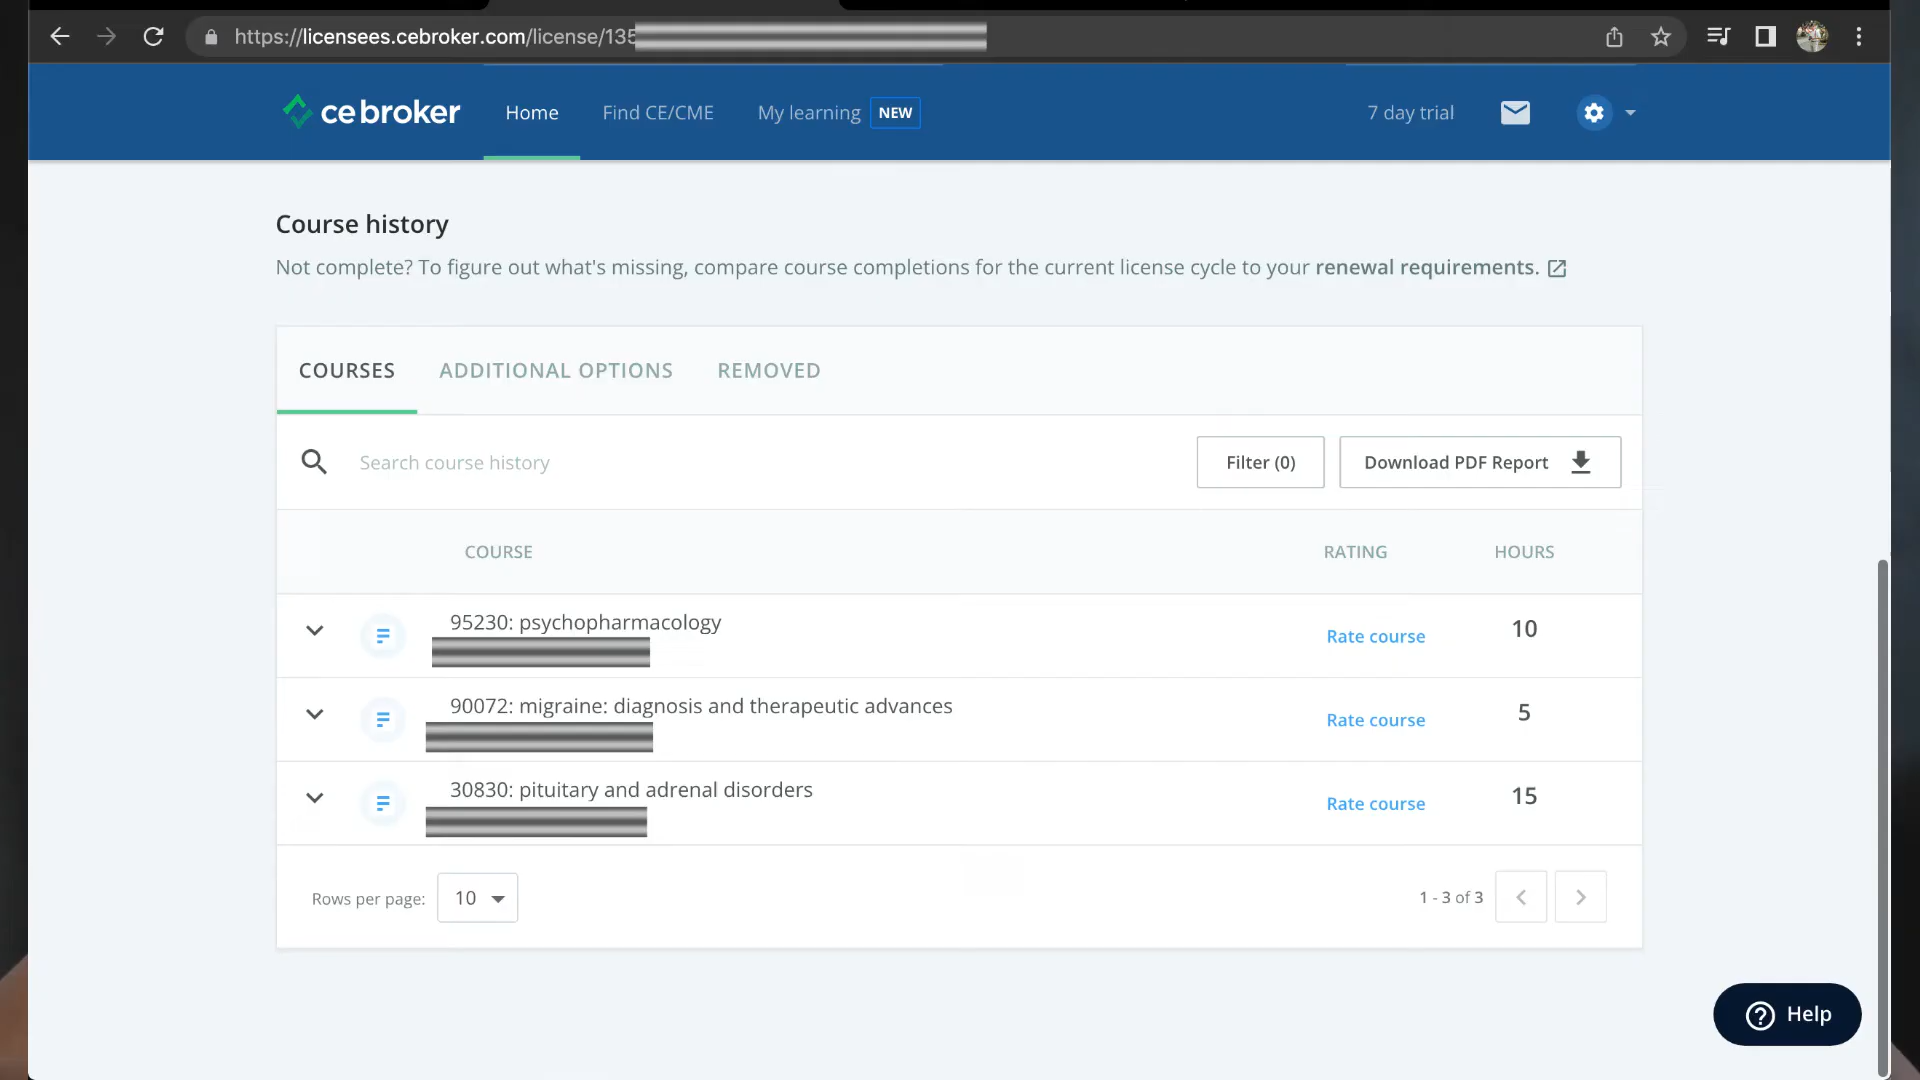 https://licensees.cebroker.com/license/135
ce broker
Home
Find CE/CME
My learning
NEW
7 day trial
Course history
Not complete? To figure out what's missing, compare course completions for the current license cycle to your renewal requirements.
COURSES
ADDITIONAL OPTIONS
REMOVED
Search course history
Filter (0)
Download PDF Report
COURSE
RATING
HOURS
95230: psychopharmacology
Rate course
10
90072: migraine: diagnosis and therapeutic advances
Rate course
5
30830: pituitary and adrenal disorders
Rate course
15
Rows per page:
10
1 - 3 of 3
Help